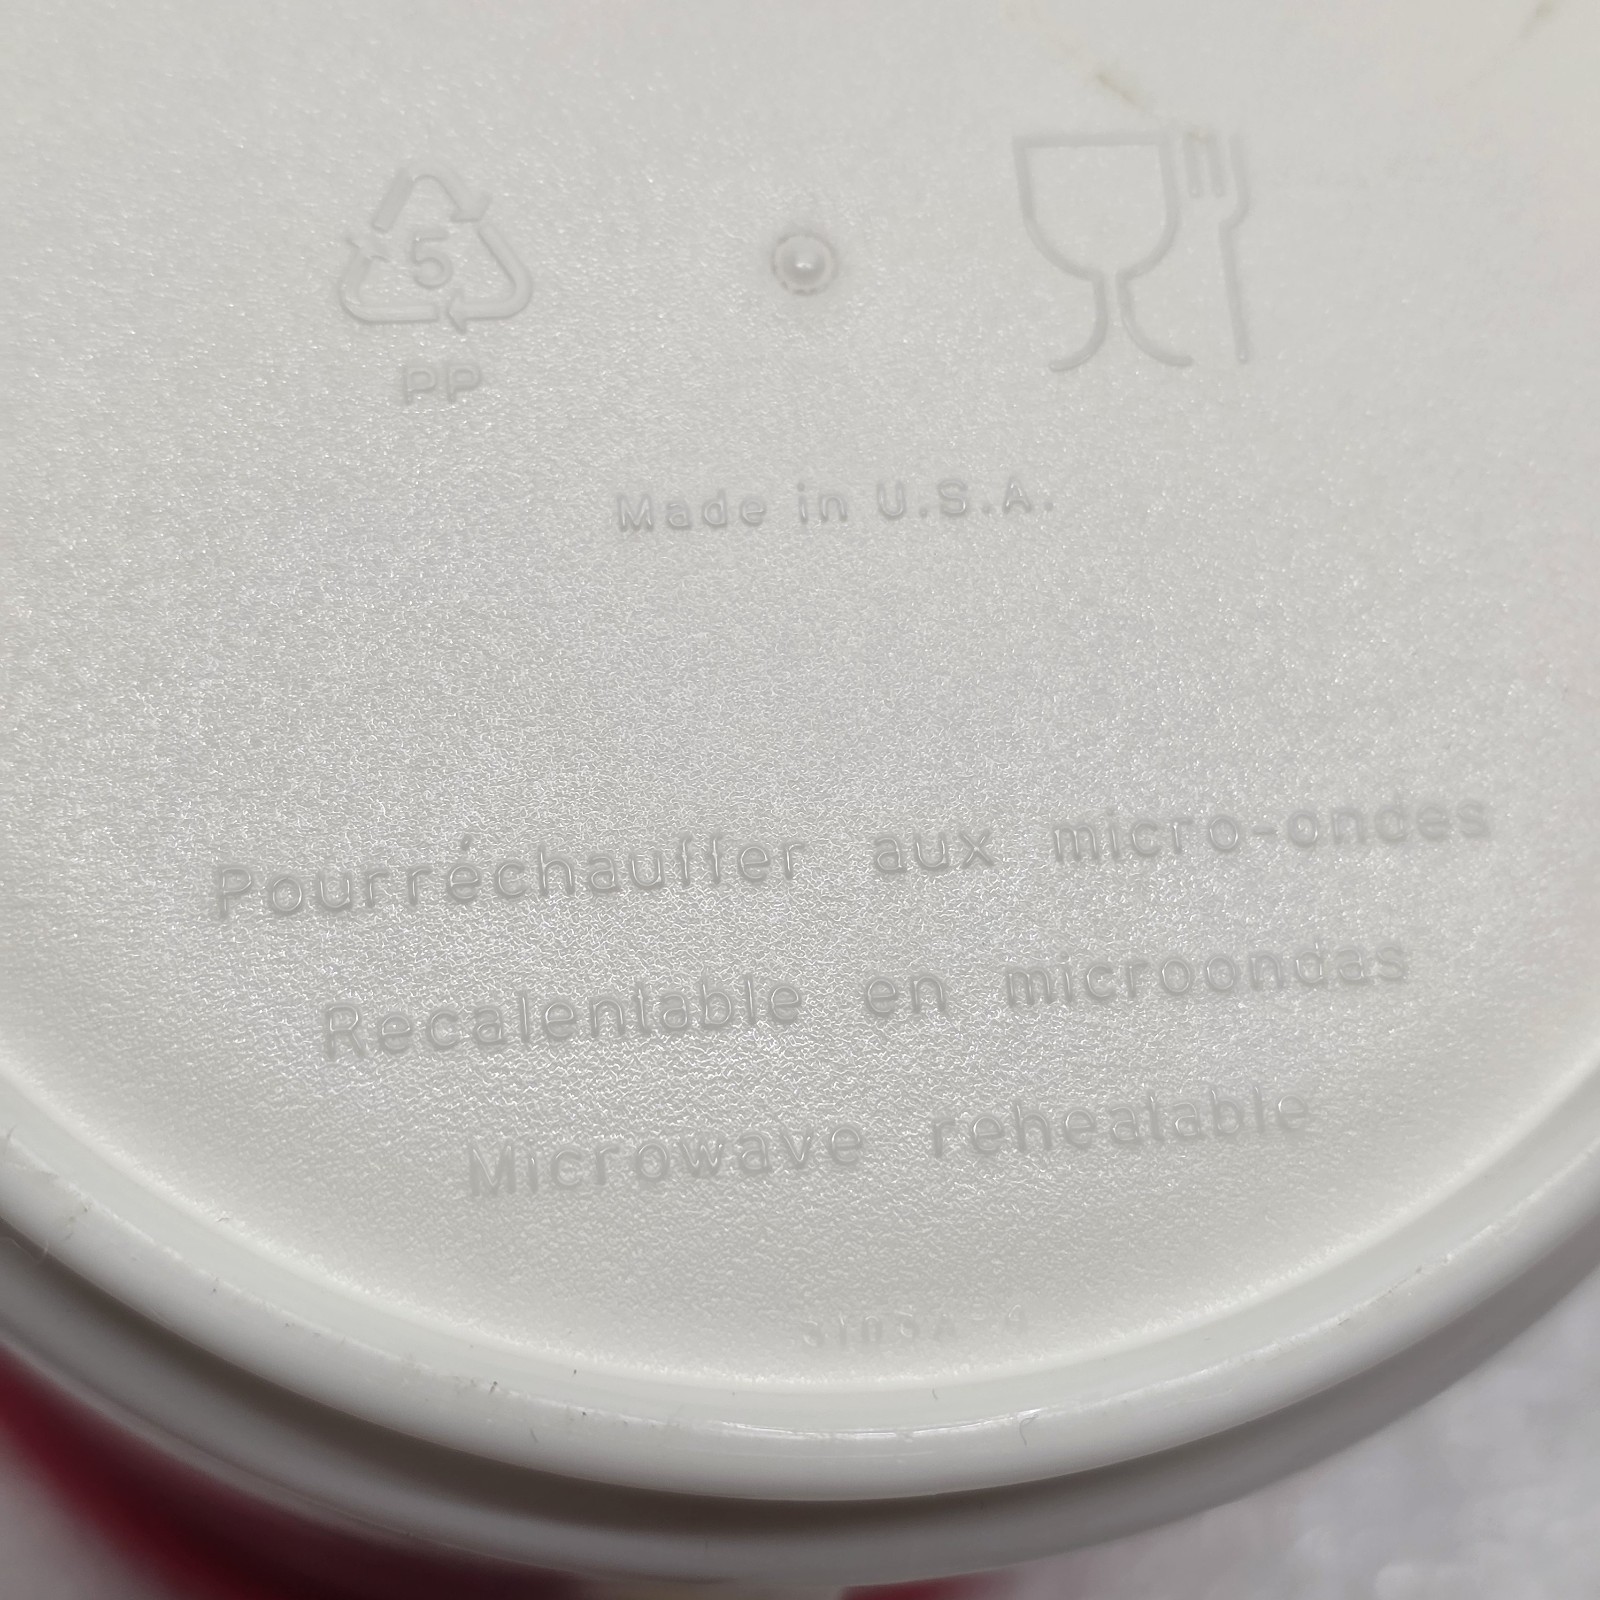 5
PP
Made in U.S.A.
Pourréchauffer aux micro-ondes
Recalentable en microondas
Microwave reheatable